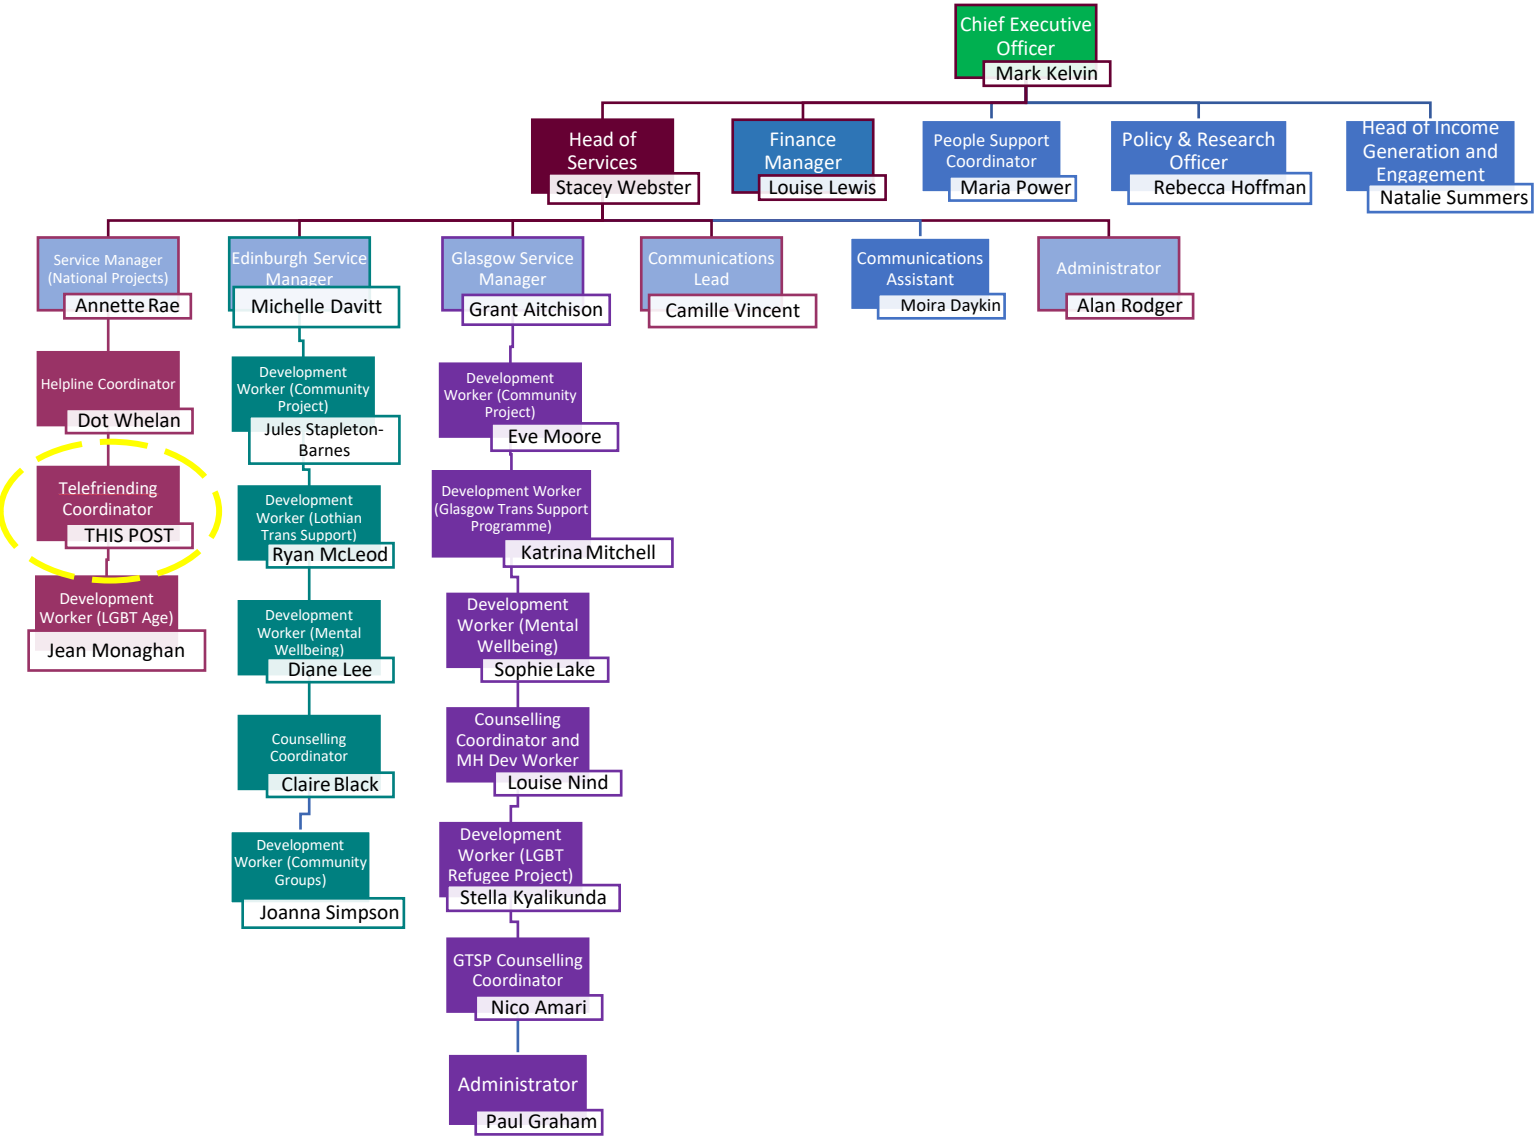 Chief Executive
Officer
Mark Kelvin
Head of
Services
Stacey Webster
Finance
Manager
Louise Lewis
People Support
Coordinator
Maria Power
Policy & Research
Officer
Rebecca Hoffman
Head of Income
Generation and
Engagement
Natalie Summers
Service Manager
(National Projects)
Annette Rae
Edinburgh Service
Manager
Michelle Davitt
Glasgow Service
Manager
Grant Aitchison
Communications
Lead
Camille Vincent
Communications
Assistant
Moira Daykin
Administrator
Alan Rodger
Helpline Coordinator
Dot Whelan
Telefriending
Coordinator
THIS POST
Development
Worker (LGBT Age)
Jean Monaghan
Development
Worker (Community
Project)
Jules Stapleton-
Barnes
Development
Worker (Lothian
Trans Support)
Ryan McLeod
Development
Worker (Mental
Wellbeing)
Diane Lee
Counselling
Coordinator
Claire Black
Development
Worker (Community
Groups)
Joanna Simpson
Development
Worker (Community
Project)
Eve Moore
Development Worker
(Glasgow Trans Support
Programme)
Katrina Mitchell
Development
Worker (Mental
Wellbeing)
Sophie Lake
Counselling
Coordinator and
MH Dev Worker
Louise Nind
Development
Worker (LGBT
Refugee Project)
Stella Kyalikunda
GTSP Counselling
Coordinator
Nico Amari
Administrator
Paul Graham